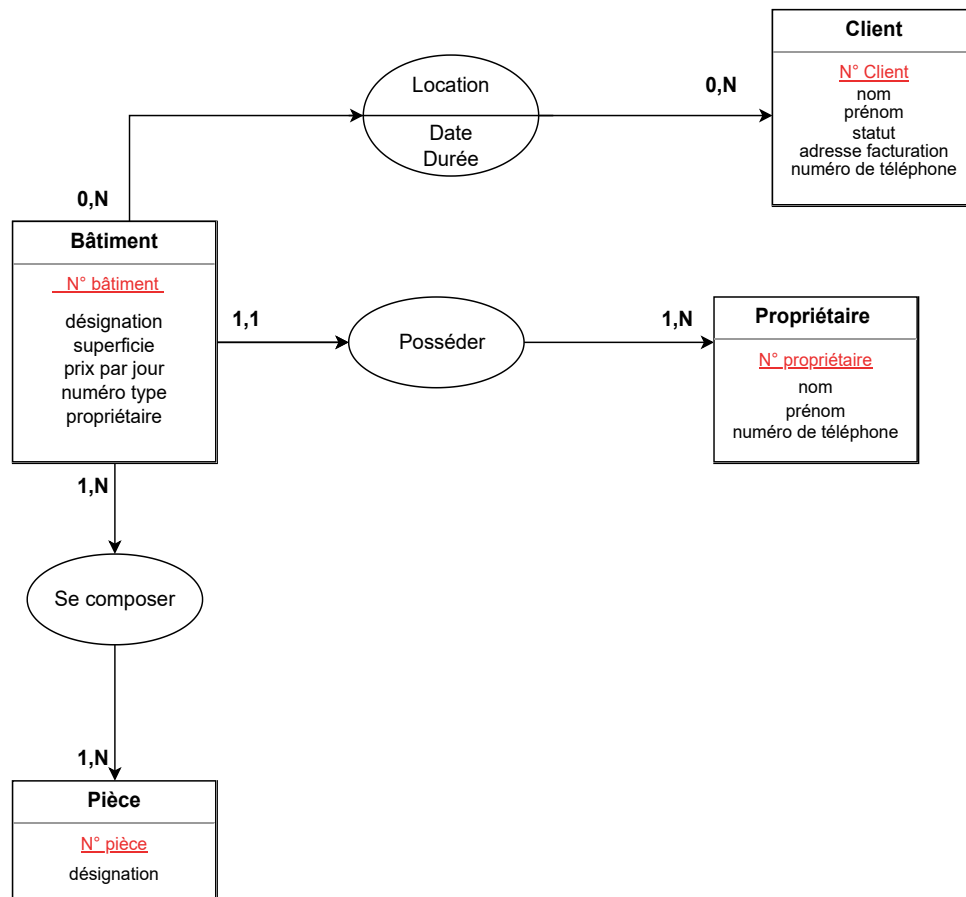 Client
N° Client
nom
prénom
statut
adresse facturation
numéro de téléphone
0,N
Location
Date
Durée
0,N
Bâtiment
N° bâtiment
désignation
superficie
prix par jour
numéro type
propriétaire
1,1
Posséder
1,N
Propriétaire
N° propriétaire
nom
prénom
numéro de téléphone
1,N
Se composer
1,N
Pièce
N° pièce
désignation